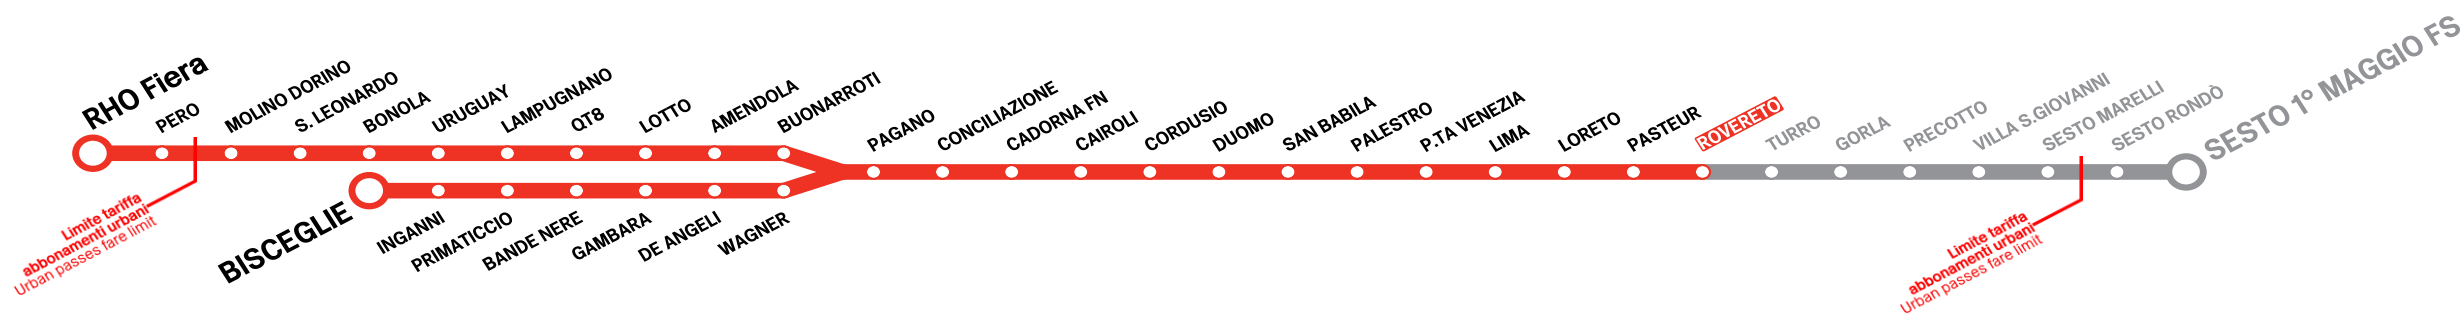 RHO Fiera
PERO
MOLINO DORINO
S. LEONARDO
BONOLA
URUGUAY
LAMPUGNANO
QT8
LOTTO
AMENDOLA
BUONARROTI
PAGANO
CONCILIAZIONE
CADORNA FN
CAIROLI
CORDUSIO
DUOMO
SAN BABILA
PALESTRO
P.TA VENEZIA
LIMA
LORETO
PASTEUR
ROVERETO
TURRO
GORLA
PRECOTTO
VILLA S.GIOVANNI
SESTO MARELLI
SESTO RONDÒ
SESTO 1° MAGGIO FS
BISCEGLIE
INGANNI
PRIMATICCIO
BANDE NERE
GAMBARA
DE ANGELI
WAGNER
Limite tariffa
abbonamenti urbani
Urban passes fare limit
Limite tariffa
abbonamenti urbani
Urban passes fare limit